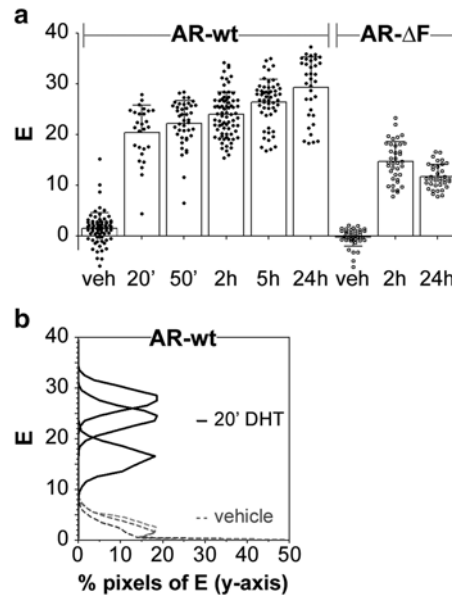 a
AR-wt AR-ΔF
E
40
30
20
10
0
veh 20' 50' 2h 5h 24h veh 2h 24h
b
AR-wt
E
40
30
20
10
0
20' DHT
vehicle
0 10 20 30 40 50
% pixels of E (y-axis)